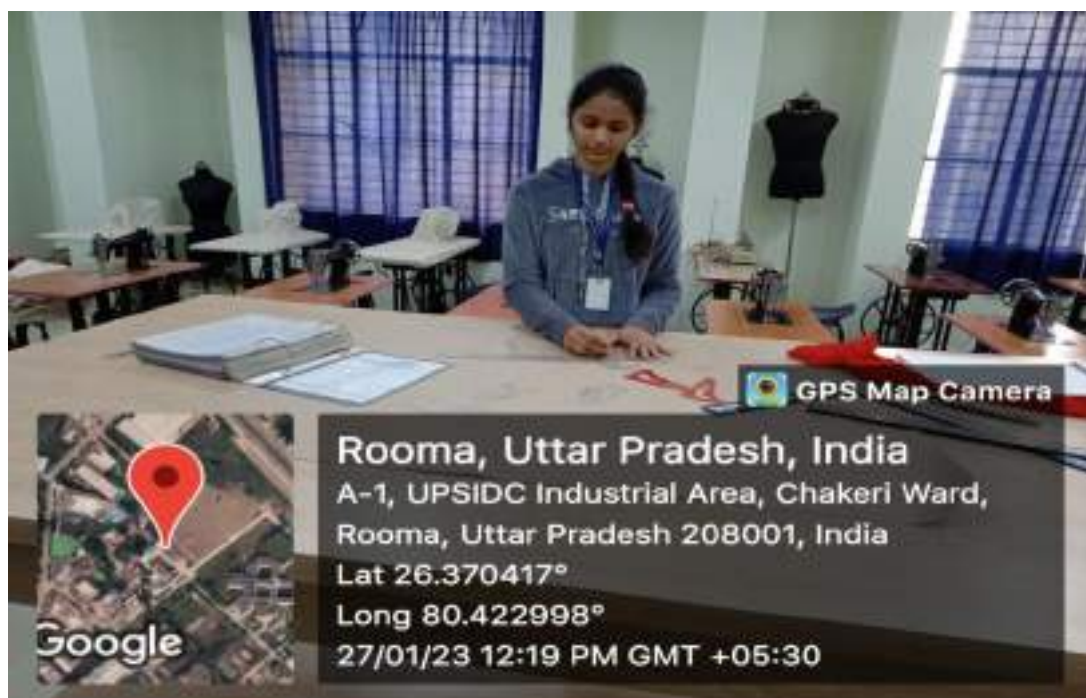 GPS Map Camera
Rooma, Uttar Pradesh, India
A-1, UPSIDC Industrial Area, Chakeri Ward,
Rooma, Uttar Pradesh 208001, India
Lat 26.370417°
Long 80.422998°
27/01/23 12:19 PM GMT +05:30
Google